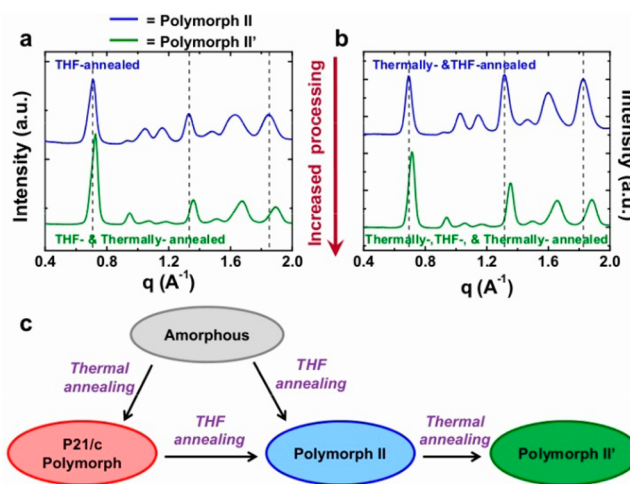 = Polymorph II
= Polymorph II'
a
THF-annealed
THF- & Thermally- annealed
Intensity (a.u.)
0.4 0.8 1.2 1.6 2.0
q (A⁻¹)
Increased processing
b
Thermally- &THF-annealed
Thermally-,THF-, & Thermally- annealed
Intensity (a.u.)
0.4 0.8 1.2 1.6 2.0
q (A⁻¹)
c
Amorphous
Thermal
annealing
THF
annealing
P21/c
Polymorph
THF
annealing
Polymorph II
Thermal
annealing
Polymorph II'